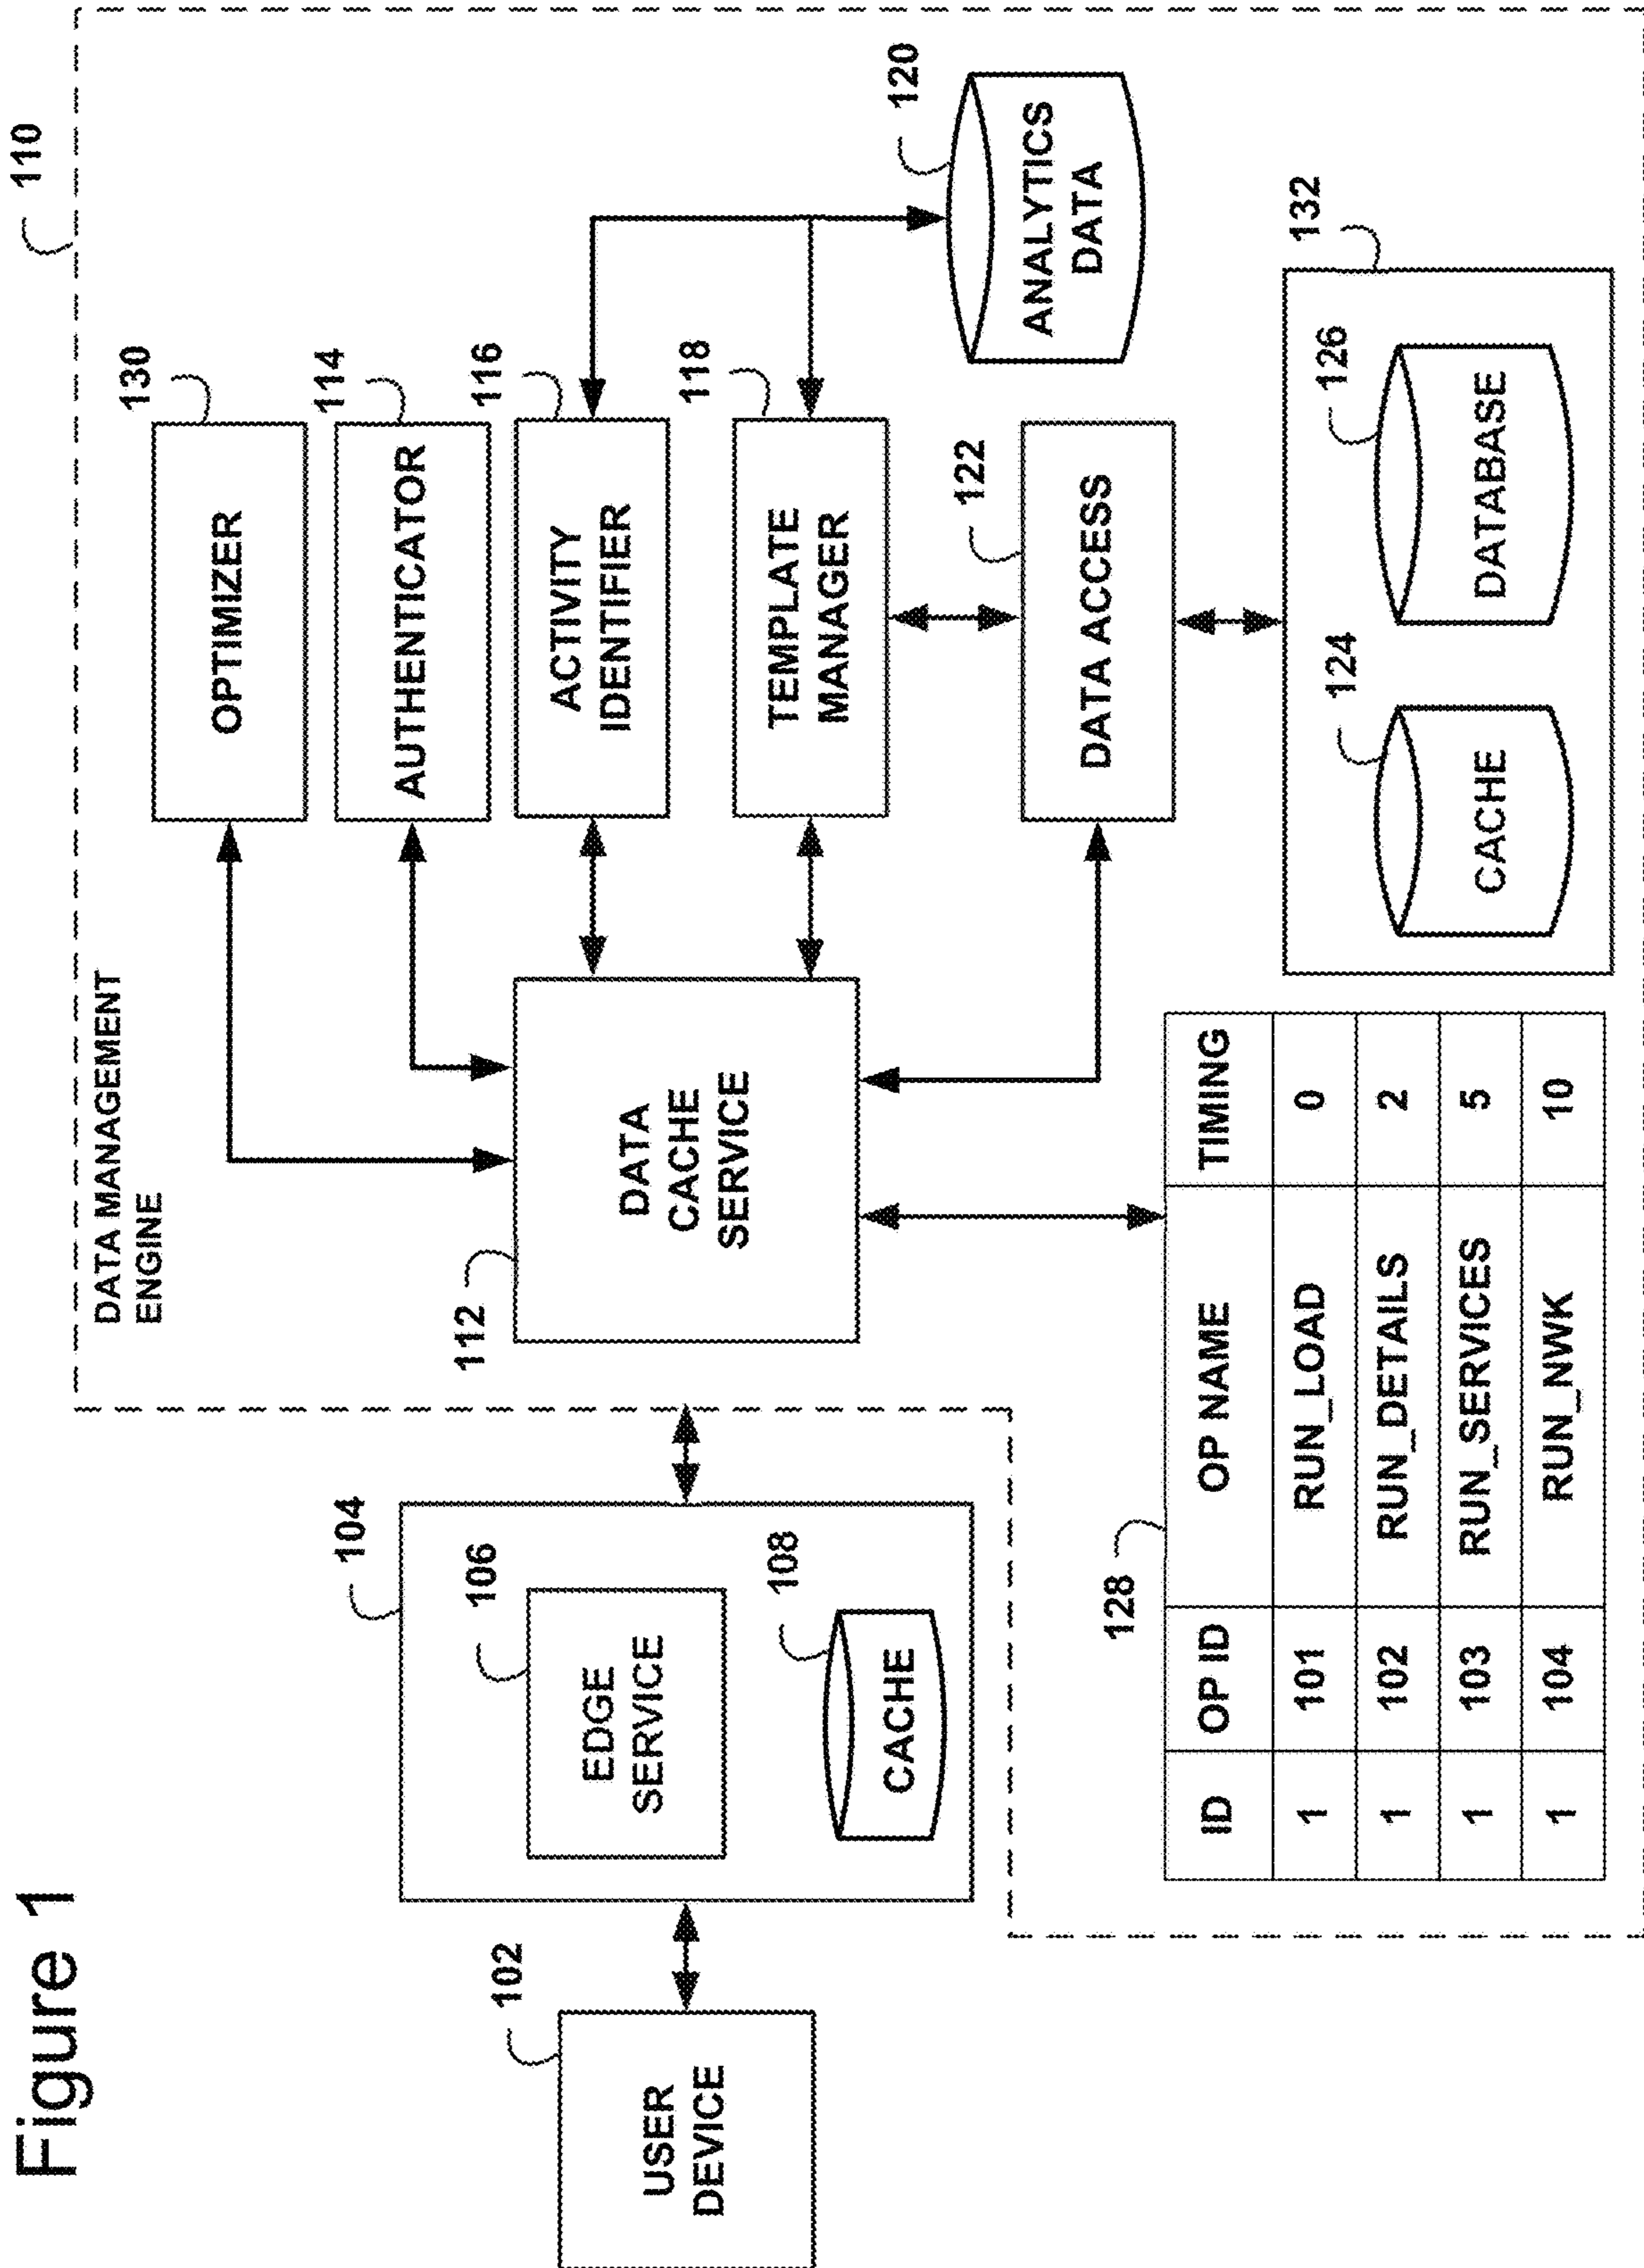 Figure 1
110
DATA MANAGEMENT
ENGINE
130
OPTIMIZER
114
AUTHENTICATOR
116
ACTIVITY
IDENTIFIER
118
TEMPLATE
MANAGER
120
ANALYTICS
DATA
122
DATA ACCESS
132
124
CACHE
126
DATABASE
112
DATA
CACHE
SERVICE
104
106
EDGE
SERVICE
108
CACHE
102
USER
DEVICE
128
ID OP ID OP NAME TIMING
1 101 RUN_LOAD 0
1 102 RUN_DETAILS 2
1 103 RUN_SERVICES 5
1 104 RUN_NWK 10